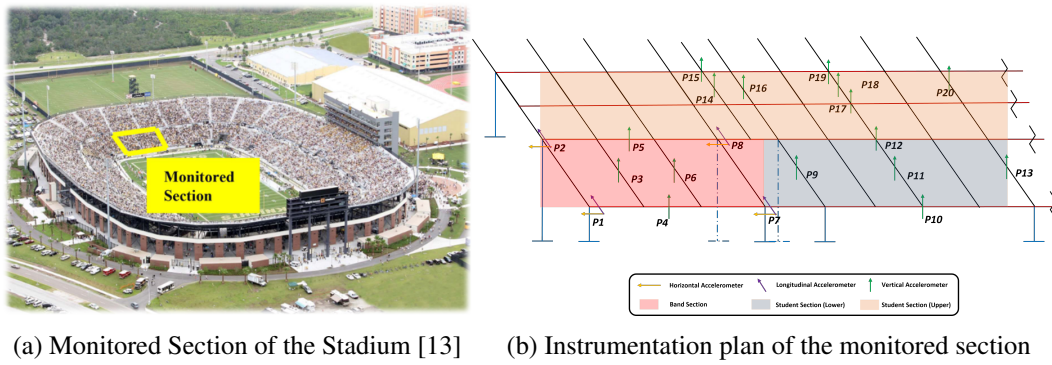 Monitored
Section
P15
P19
P14
P16
P18
P17
P20
P2
P5
P8
P12
P3
P6
P9
P11
P13
P1
P4
P7
P10
Horizontal Accelerometer
Longitudinal Accelerometer
Vertical Accelerometer
Band Section
Student Section (Lower)
Student Section (Upper)
(a) Monitored Section of the Stadium [13]
(b) Instrumentation plan of the monitored section